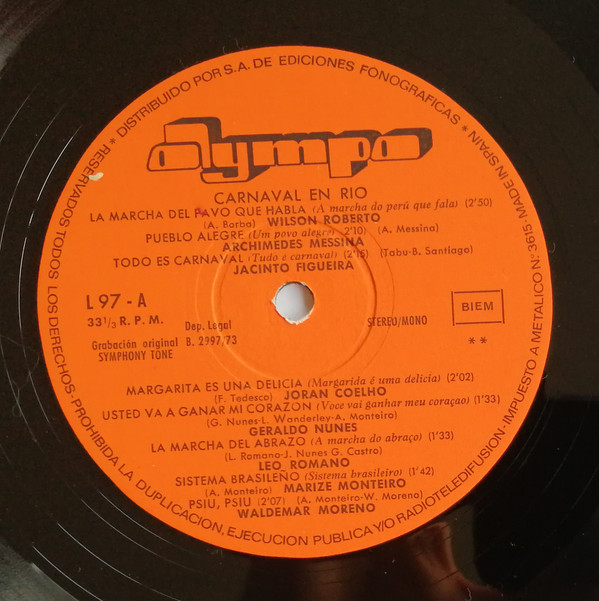 * DISTRIBUIDO POR S.A. DE EDICIONES FONOGRAFICAS *
olympo
CARNAVAL EN RIO
LA MARCHA DEL PAVO QUE HABLA (A marcha do perú que fala) (2'50)
(A. Borba) WILSON ROBERTO
PUEBLO ALEGRE (Um povo alegre) (2'10) (A. Messina)
ARCHIMEDES MESSINA
TODO ES CARNAVAL (Tudo é carnaval) (2'15) (Tabu-B. Santiago)
JACINTO FIGUEIRA
L 97 - A
33 1/3 R. P. M.
Dep. Legal
B. 2997/73
Grabación original
SYMPHONY TONE
STEREO/MONO
BIEM
**
MARGARITA ES UNA DELICIA (Margarída é uma delicia) (2'02)
(F. Tedesco) JORAN COELHO
USTED VA A GANAR MI CORAZON (Voce vai ganhar meu coraçao) (1'33)
(G. Nunes-L. Wanderley-A. Monteiro)
GERALDO NUNES
LA MARCHA DEL ABRAZO (A marcha do abraço) (1'33)
(L. Romano-J. Nunes G. Castro)
LEO ROMANO
SISTEMA BRASILEÑO (Sistema brasileiro) (1'42)
(A. Monteiro) MARIZE MONTEIRO
PSIU, PSIU (2'07) (A. Monteiro-W. Moreno)
WALDEMAR MORENO
RESERVADOS TODOS LOS DERECHOS-PROHIBIDA LA DUPLICACION, EJECUCION PUBLICA Y/O RADIOTELEDIFUSION-IMPUESTO A METALICO Nº 3615-MADE IN SPAIN